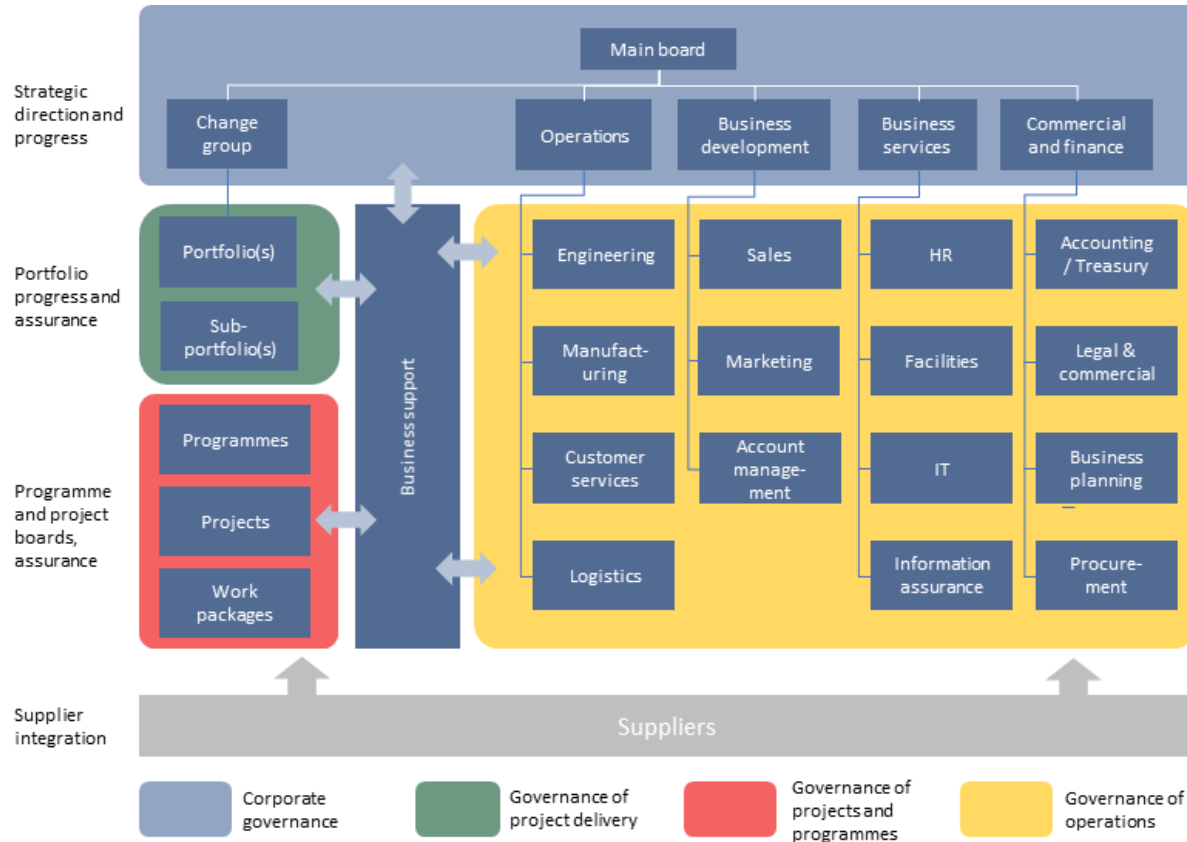 Main board
Strategic
direction and
progress
Change
group
Operations
Business
development
Business
services
Commercial
and finance
Portfolio
progress and
assurance
Portfolio(s)
Sub-
portfolio(s)
Business support
Engineering
Sales
HR
Accounting
/ Treasury
Manufact-
uring
Marketing
Facilities
Legal &
commercial
Programme
and project
boards,
assurance
Programmes
Projects
Work
packages
Customer
services
Account
manage-
ment
IT
Business
planning
Logistics
Information
assurance
Procure-
ment
Supplier
integration
Suppliers
Corporate
governance
Governance of
project delivery
Governance of
projects and
programmes
Governance of
operations